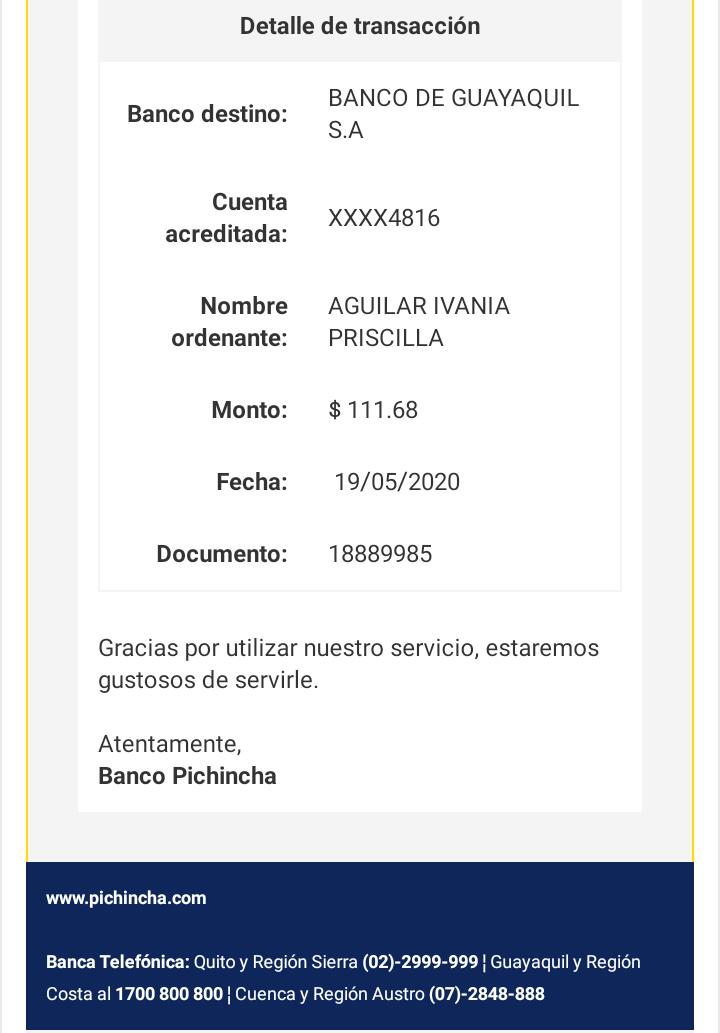 Detalle de transacción
Banco destino: BANCO DE GUAYAQUIL
S.A
Cuenta
acreditada: XXXX4816
Nombre
ordenante: AGUILAR IVANIA
PRISCILLA
Monto: $ 111.68
Fecha: 19/05/2020
Documento: 18889985
Gracias por utilizar nuestro servicio, estaremos
gustosos de servirle.
Atentamente,
Banco Pichincha
www.pichincha.com
Banca Telefónica: Quito y Región Sierra (02)-2999-999 ¦ Guayaquil y Región
Costa al 1700 800 800 ¦ Cuenca y Región Austro (07)-2848-888